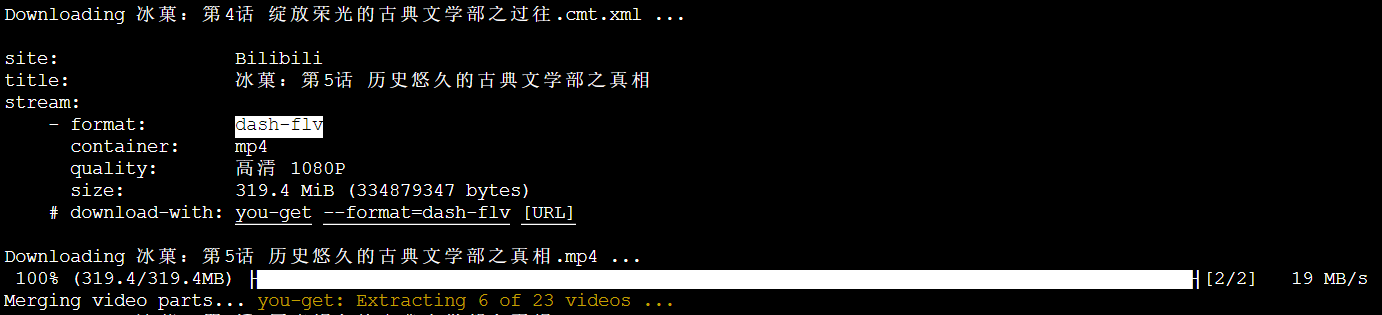 Downloading 冰菓：第4话 绽放荣光的古典文学部之过往.cmt.xml ...
site: Bilibili
title: 冰菓：第5话 历史悠久的古典文学部之真相
stream:
- format: dash-flv
container: mp4
quality: 高清 1080P
size: 319.4 MiB (334879347 bytes)
# download-with: you-get --format=dash-flv [URL]
Downloading 冰菓：第5话 历史悠久的古典文学部之真相.mp4 ...
100% (319.4/319.4MB) ├┤[2/2] 19 MB/s
Merging video parts... you-get: Extracting 6 of 23 videos ...